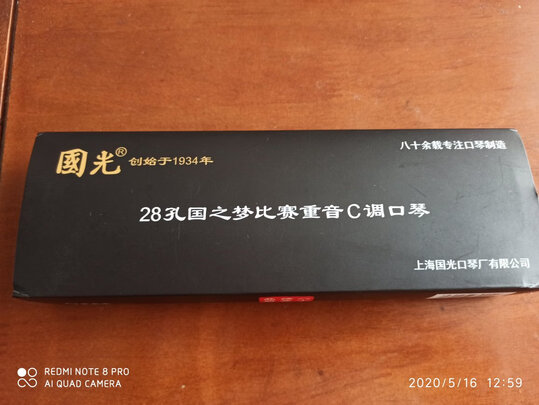 國光® 创始于1934年
八十余载专注口琴制造
28孔国之梦比赛重音C调口琴
上海国光口琴厂有限公司
REDMI NOTE 8 PRO
AI QUAD CAMERA
2020/5/16 12:59